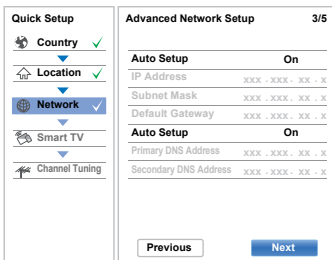 Quick Setup
Country
Location
Network
Smart TV
Channel Tuning
Advanced Network Setup 3/5
Auto Setup On
IP Address xxx . xxx . xx . x
Subnet Mask xxx . xxx . xx . x
Default Gateway xxx . xxx . xx . x
Auto Setup On
Primary DNS Address xxx . xxx . xx . x
Secondary DNS Address xxx . xxx . xx . x
Previous
Next